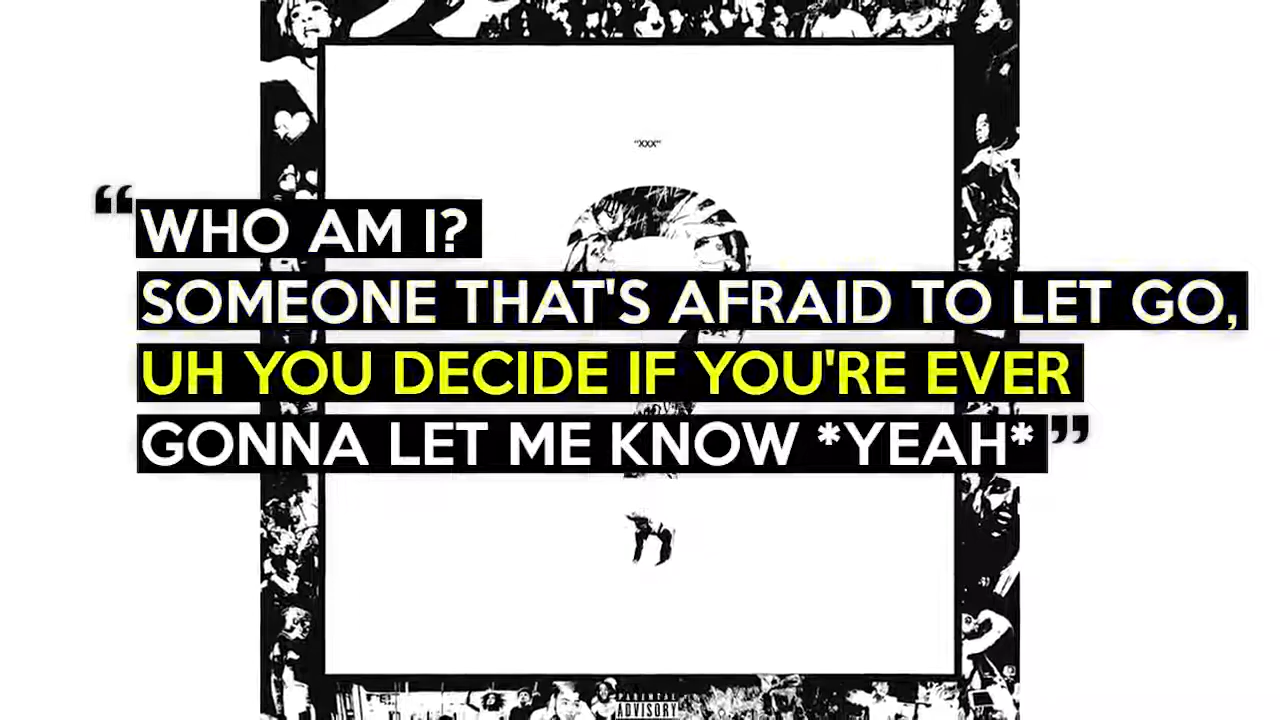 "XXX"
“WHO AM I?
SOMEONE THAT'S AFRAID TO LET GO,
UH YOU DECIDE IF YOU'RE EVER
GONNA LET ME KNOW *YEAH*”
PARENTAL
ADVISORY